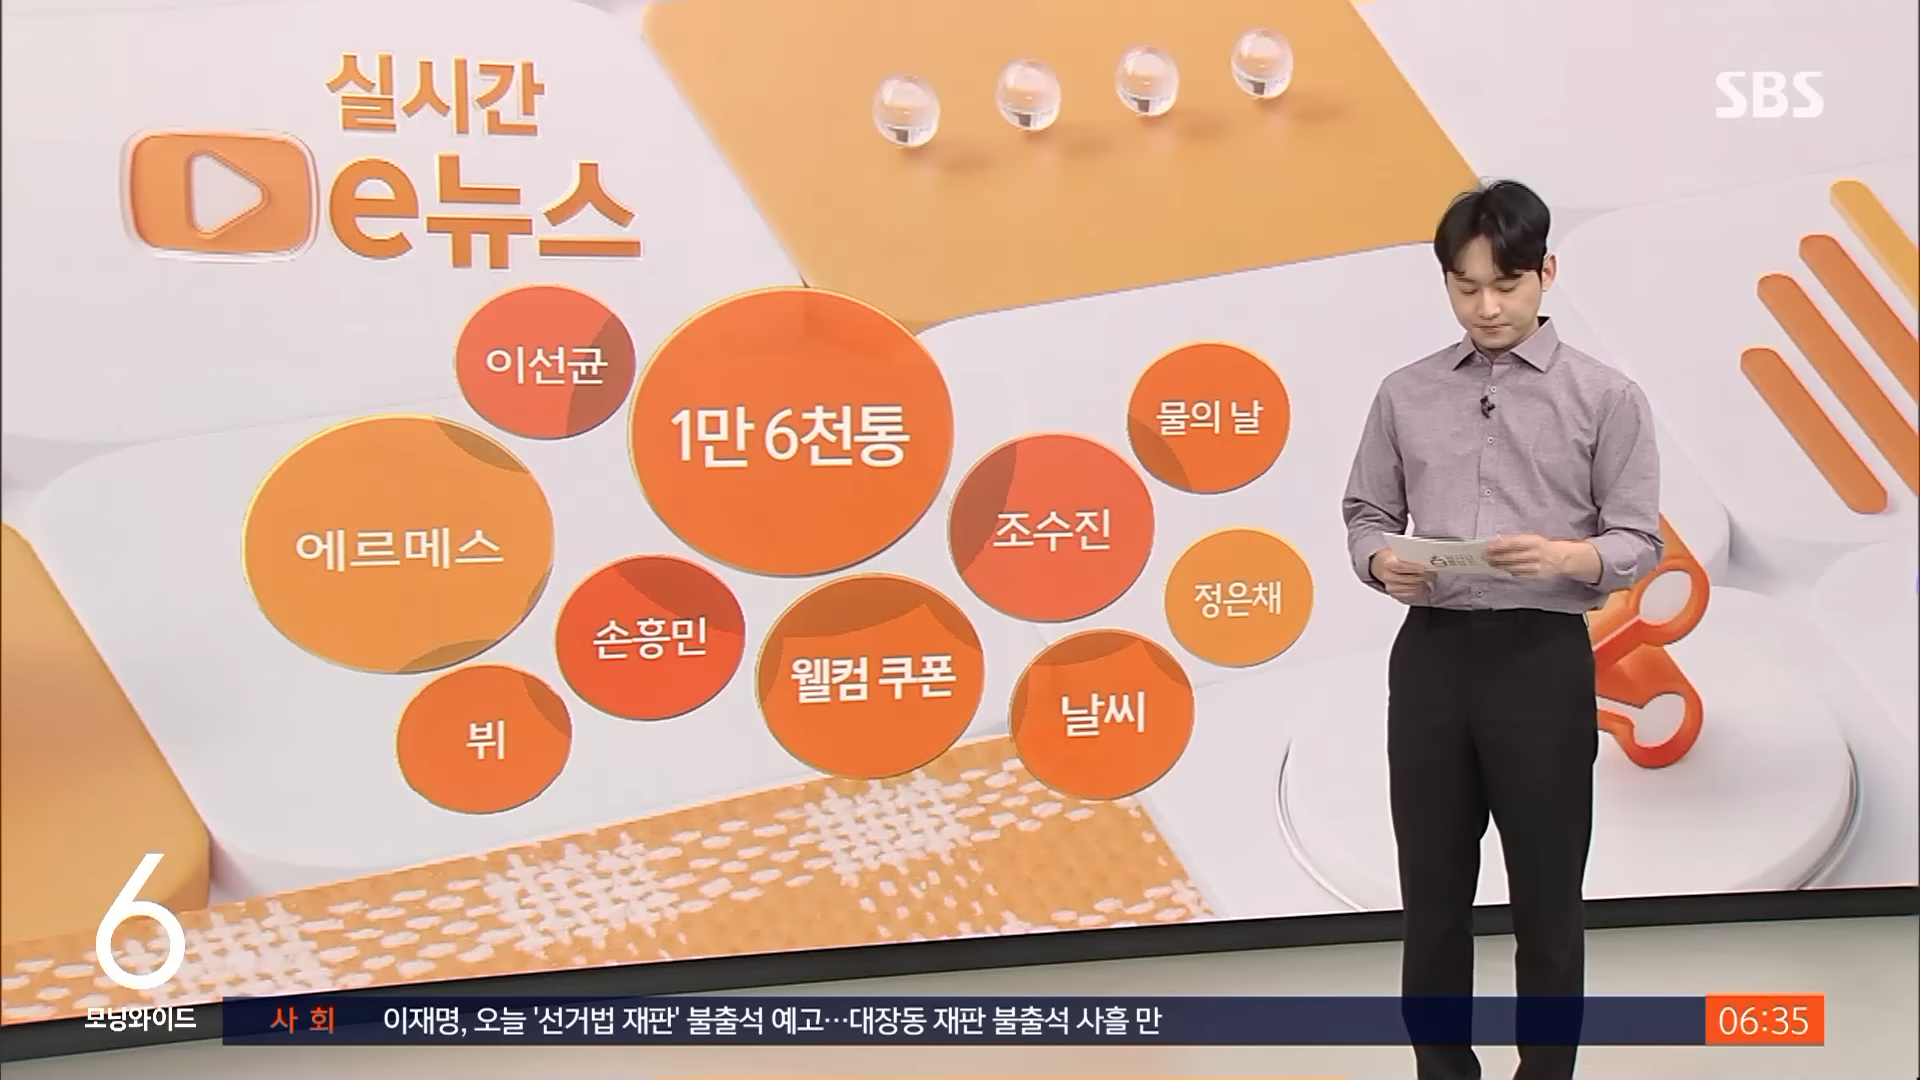 실시간
e뉴스
SBS
이선균
1만 6천통
물의 날
에르메스
조수진
손흥민
정은채
웰컴 쿠폰
뷔
날씨
6
모닝와이드
사회 이재명, 오늘 '선거법 재판' 불출석 예고…대장동 재판 불출석 사흘 만 06:35